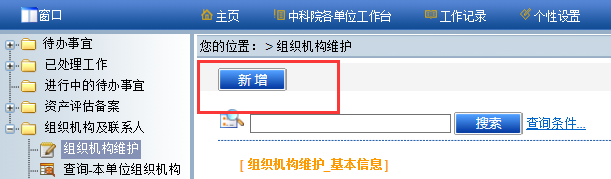 窗口 主页 中科院各单位工作台 工作记录 个性设置
待办事宜
已处理工作
进行中的待办事宜
资产评估备案
组织机构及联系人
组织机构维护
查询-本单位组织机构
您的位置： > 组织机构维护
新增
搜索 查询条件...
[ 组织机构维护_基本信息 ]